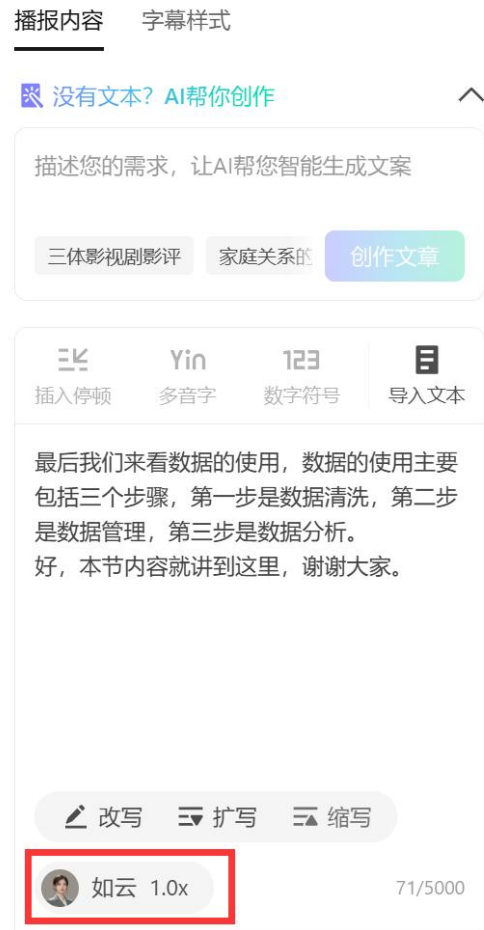 播报内容 字幕样式
没有文本？AI帮你创作
描述您的需求，让AI帮您智能生成文案
三体影视剧影评 家庭关系的 创作文章
Yin 123
插入停顿 多音字 数字符号 导入文本
最后我们来看数据的使用，数据的使用主要
包括三个步骤，第一步是数据清洗，第二步
是数据管理，第三步是数据分析。
好，本节内容就讲到这里，谢谢大家。
改写 扩写 缩写
如云 1.0x 71/5000